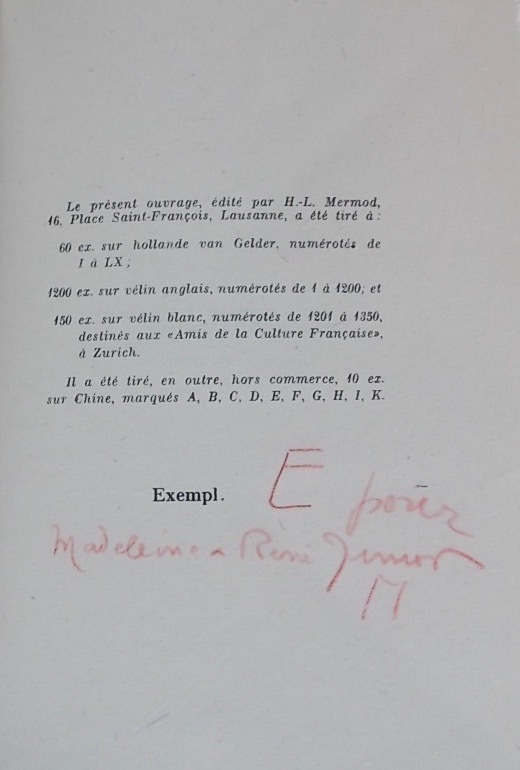 Le présent ouvrage, édité par H.-L. Mermod,
16, Place Saint-François, Lausanne, a été tiré à :
60 ex. sur hollande van Gelder, numérotés de
I à LX ;
1200 ex. sur vélin anglais, numérotés de 1 à 1200; et
150 ex. sur vélin blanc, numérotés de 1201 à 1350,
destinés aux «Amis de la Culture Française»,
à Zurich.
Il a été tiré, en outre, hors commerce, 10 ex.
sur Chine, marqués A, B, C, D, E, F, G, H, I, K.
Exempl. E pour
Madeleine René
M